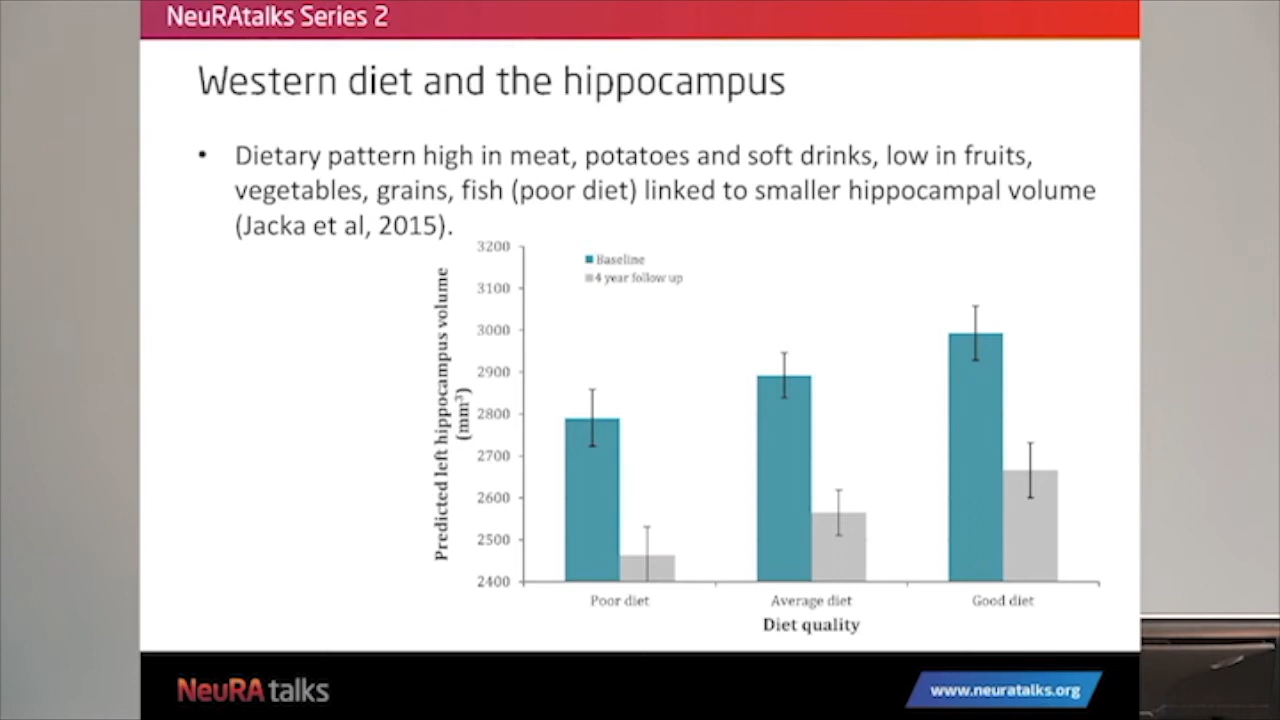 NeuRAtalks Series 2
Western diet and the hippocampus
• Dietary pattern high in meat, potatoes and soft drinks, low in fruits,
vegetables, grains, fish (poor diet) linked to smaller hippocampal volume
(Jacka et al, 2015).
Predicted left hippocampus volume
(mm³)
3200
3100
3000
2900
2800
2700
2600
2500
2400
Baseline
4 year follow up
Poor diet
Average diet
Good diet
Diet quality
NeuRA talks
www.neuratalks.org